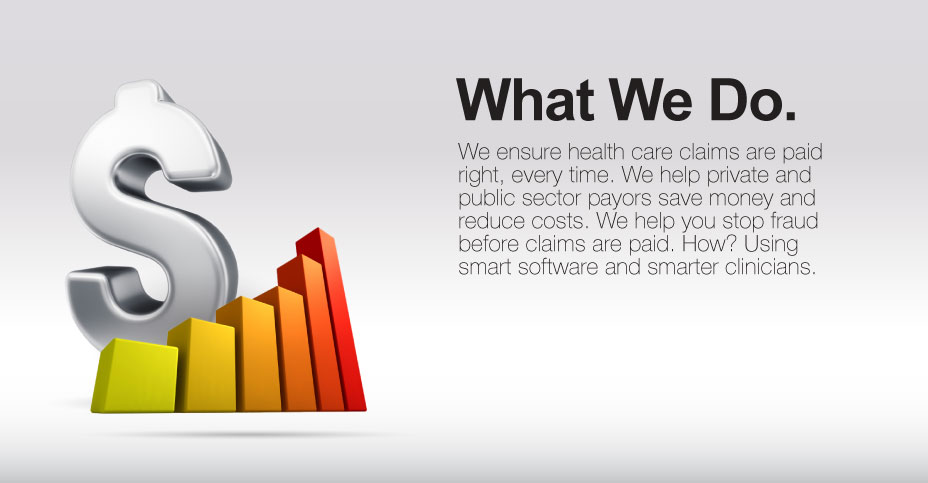 What We Do.
We ensure health care claims are paid
right, every time. We help private and
public sector payors save money and
reduce costs. We help you stop fraud
before claims are paid. How? Using
smart software and smarter clinicians.